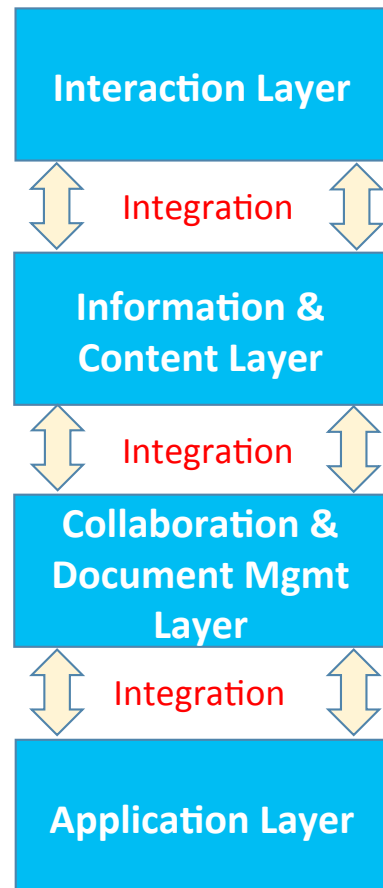 Interaction Layer
Integration
Information &
Content Layer
Integration
Collaboration &
Document Mgmt
Layer
Integration
Application Layer